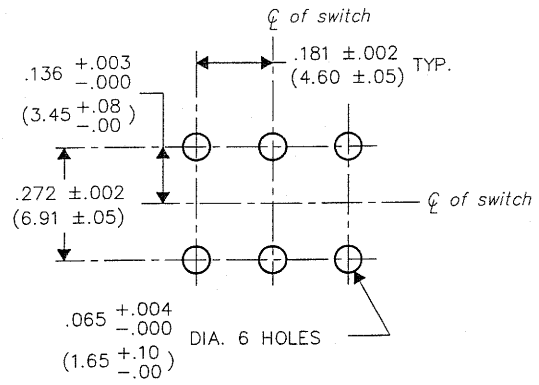 ℄ of switch
.181 ±.002 TYP.
(4.60 ±.05)
.136 +.003 -.000
(3.45 +.08 -.00)
.272 ±.002
(6.91 ±.05)
℄ of switch
.065 +.004 -.000 DIA. 6 HOLES
(1.65 +.10 -.00)